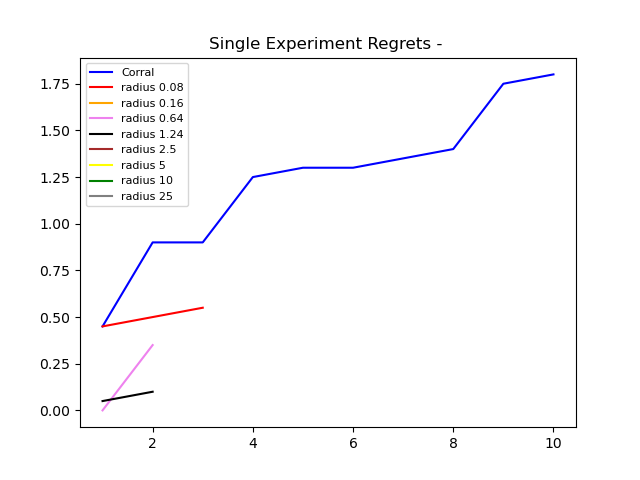 Single Experiment Regrets -
Corral
radius 0.08
radius 0.16
radius 0.64
radius 1.24
radius 2.5
radius 5
radius 10
radius 25
1.75
1.50
1.25
1.00
0.75
0.50
0.25
0.00
2 4 6 8 10